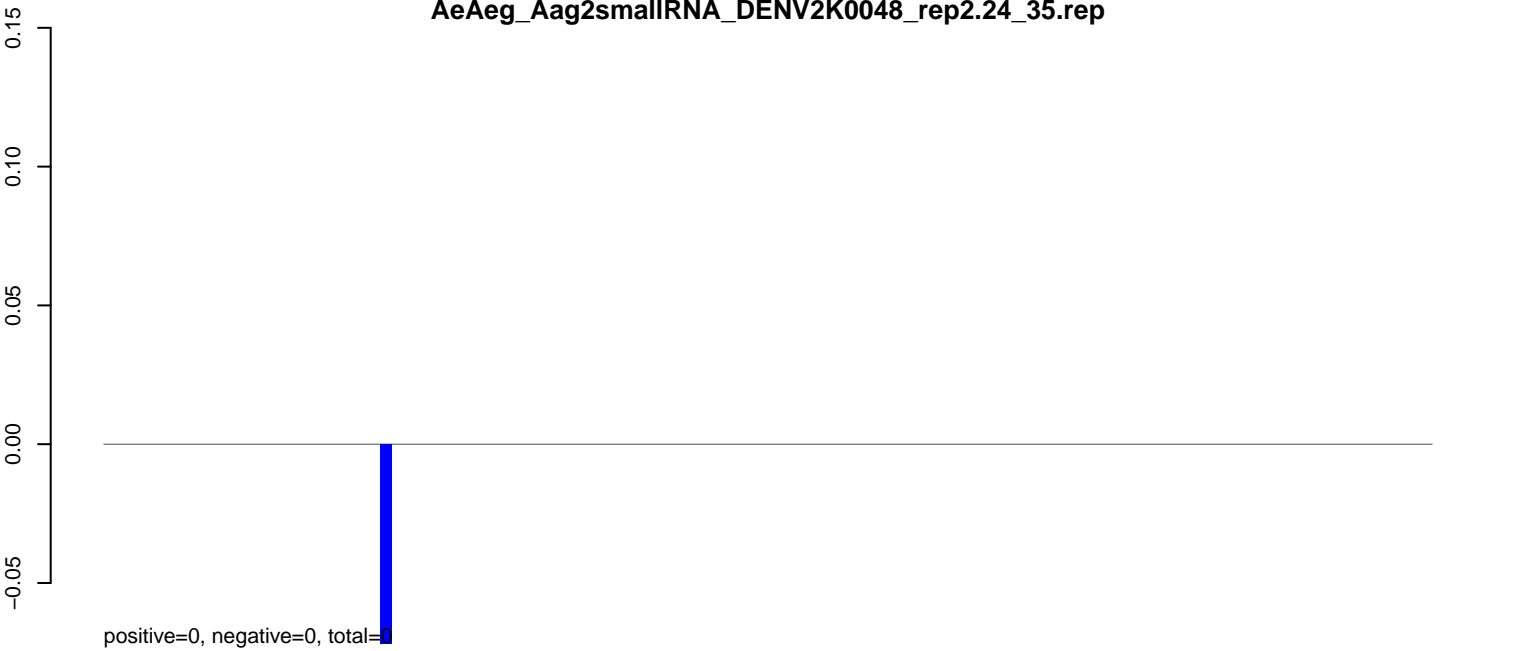 AeAeg_Aag2smallRNA_DENV2K0048_rep2.24_35.rep
0.15
0.10
0.05
0.00
−0.05
positive=0, negative=0, total=0